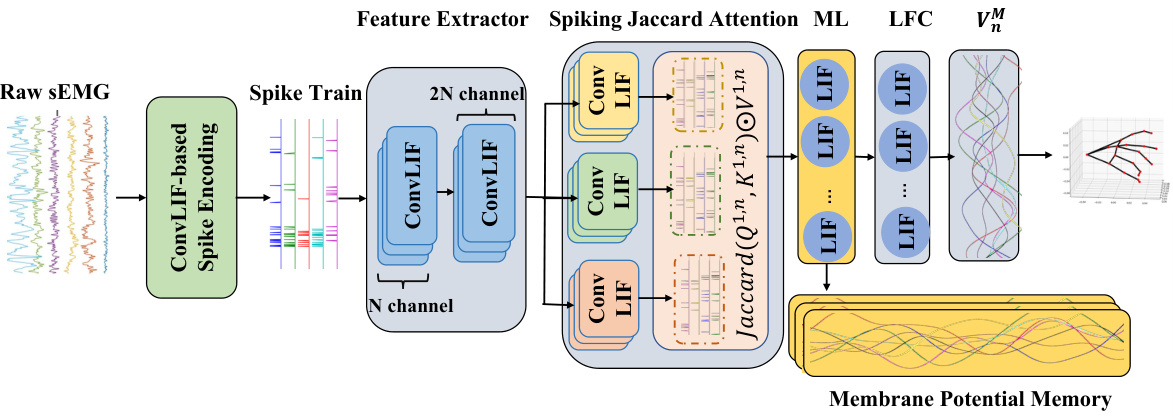 Feature Extractor
Spiking Jaccard Attention
ML
LFC
V_n^M
Raw sEMG
ConvLIF-based
Spike Encoding
Spike Train
2N channel
ConvLIF
ConvLIF
N channel
Conv
LIF
Conv
LIF
Conv
LIF
Jaccard(Q^{1,n}, K^{1,n})⊙V^{1,n}
LIF
LIF
...
LIF
LIF
LIF
...
LIF
Membrane Potential Memory